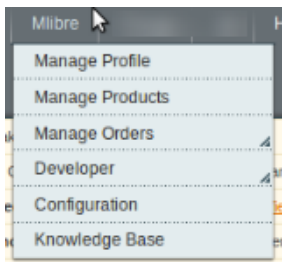 Mlibre
Manage Profile
Manage Products
Manage Orders
Developer
Configuration
Knowledge Base